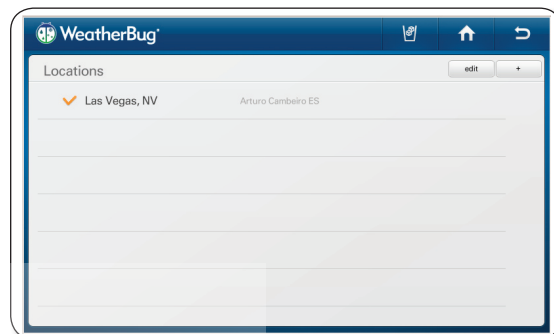 WeatherBug®
Locations
edit
+
Las Vegas, NV
Arturo Cambeiro ES